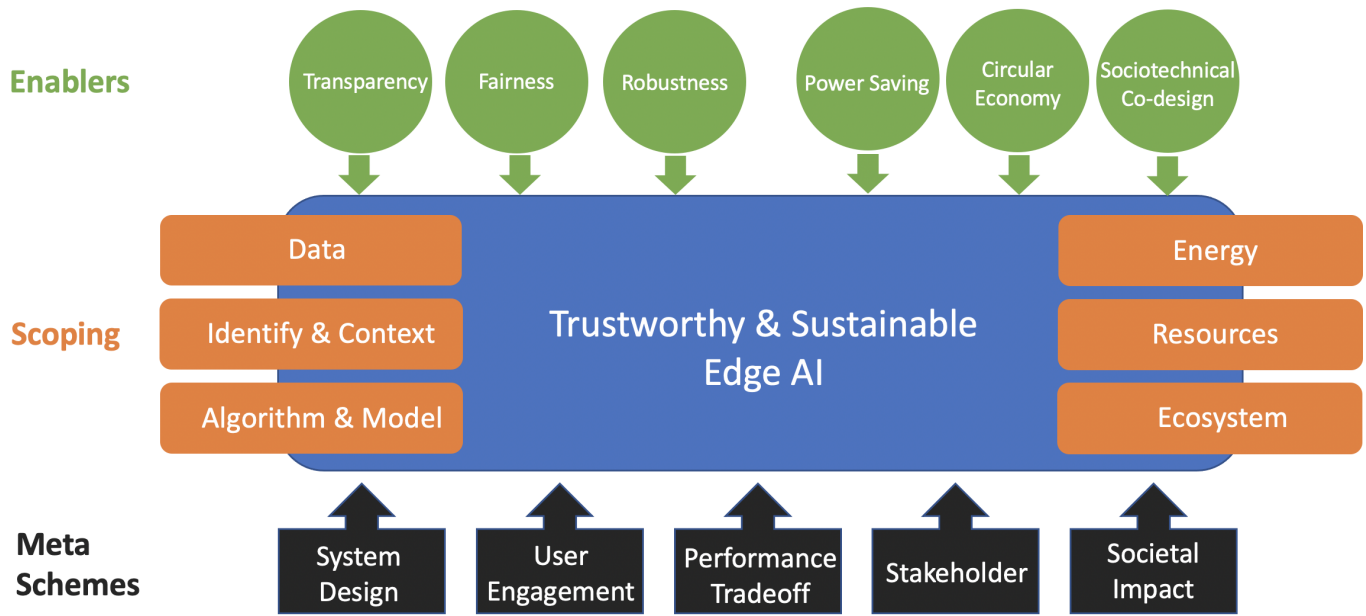 Enablers
Transparency
Fairness
Robustness
Power Saving
Circular
Economy
Sociotechnical
Co-design
Scoping
Data
Identify & Context
Algorithm & Model
Trustworthy & Sustainable
Edge AI
Energy
Resources
Ecosystem
Meta
Schemes
System
Design
User
Engagement
Performance
Tradeoff
Stakeholder
Societal
Impact